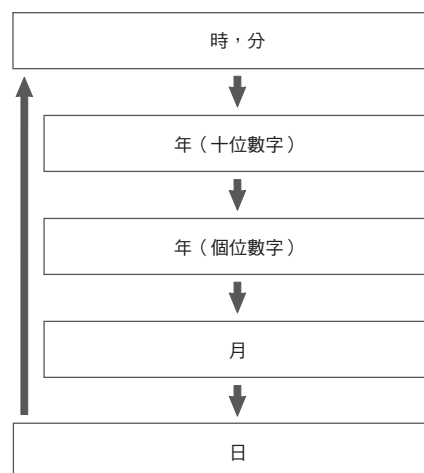 時，分
年（十位數字）
年（個位數字）
月
日